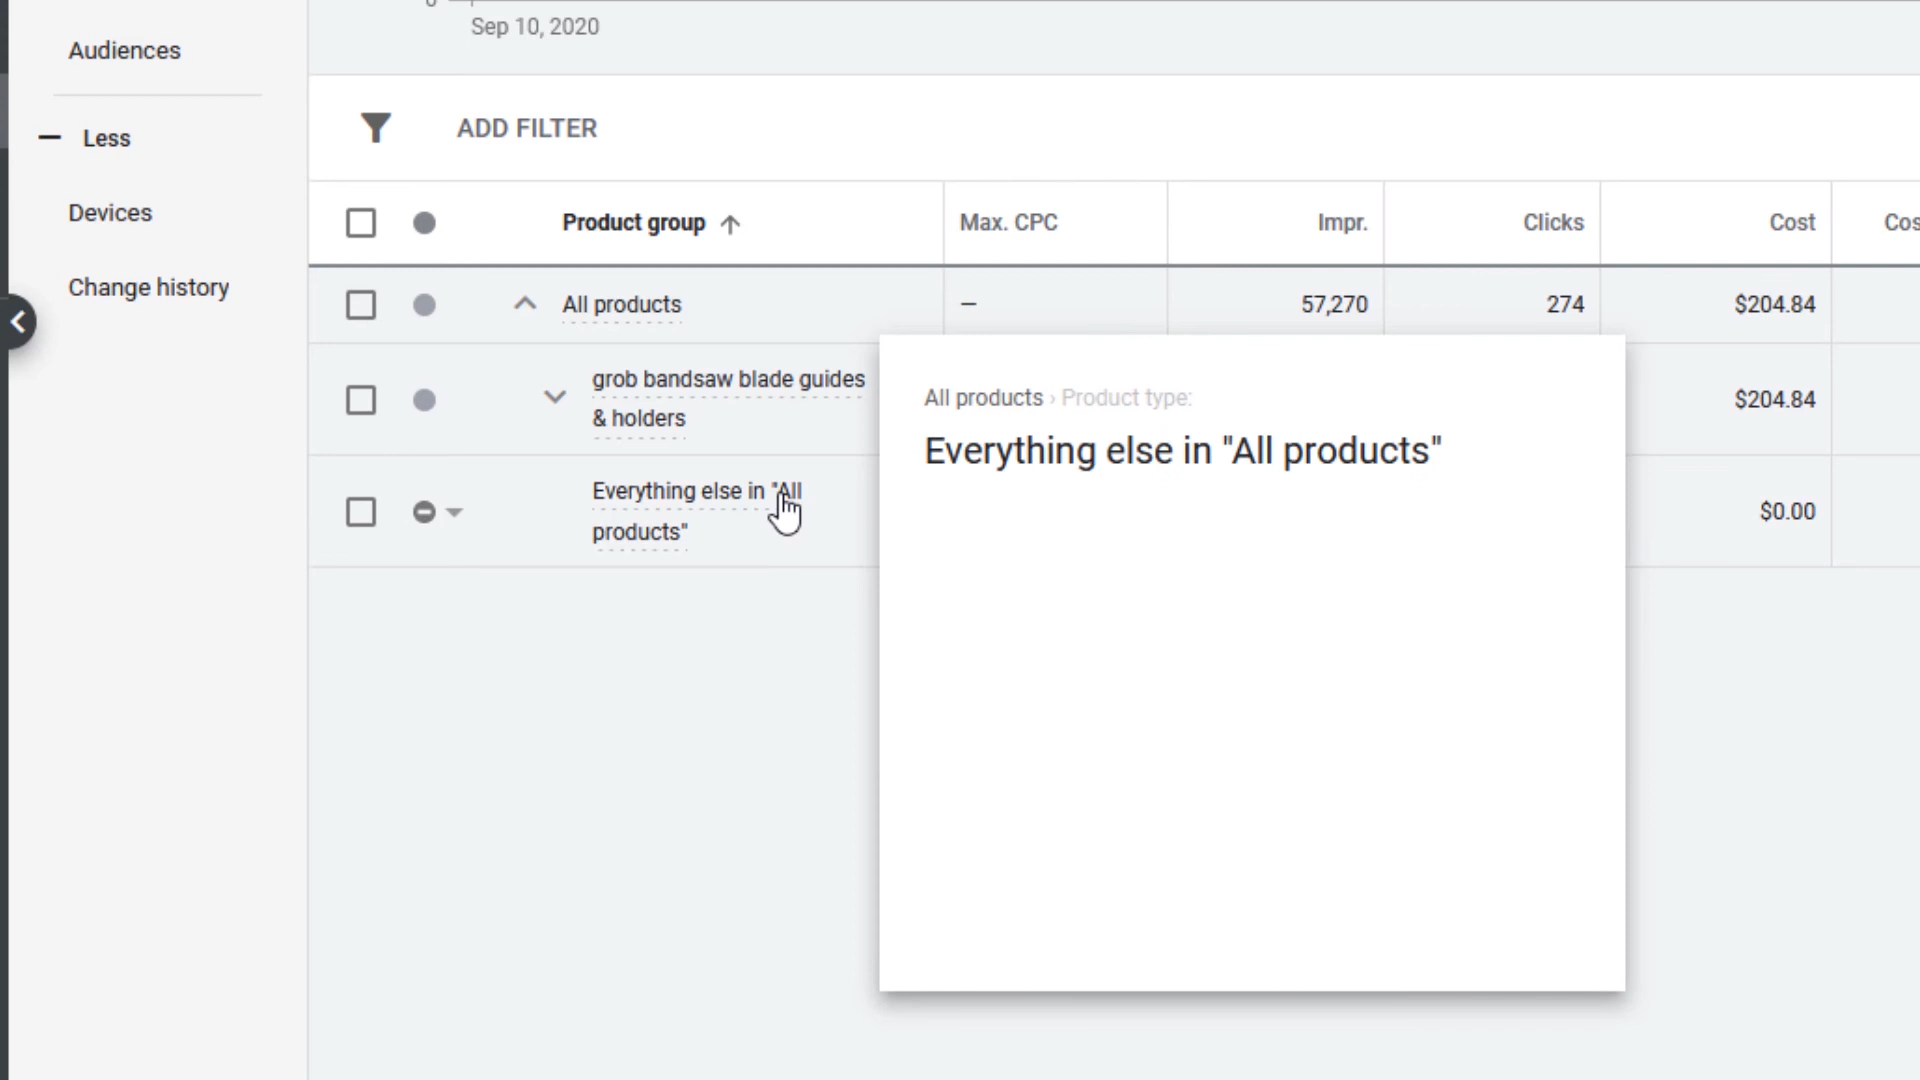 0
Sep 10, 2020
Audiences
Less
Devices
Change history
ADD FILTER
Product group
Max. CPC
Impr.
Clicks
Cost
Cos
All products
–
57,270
274
$204.84
grob bandsaw blade guides
& holders
$204.84
Everything else in "All
products"
$0.00
All products › Product type:
Everything else in "All products"